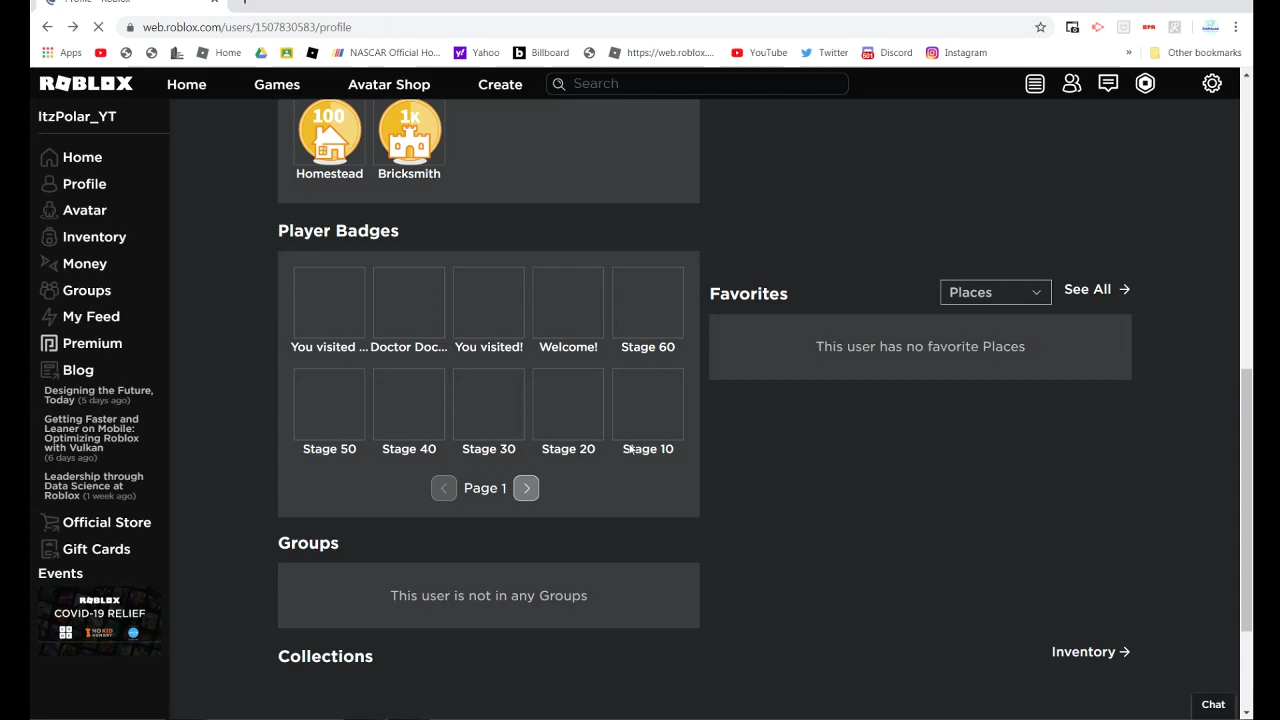 Profile - Roblox
web.roblox.com/users/1507830583/profile
Apps
Home
NASCAR Official Ho...
Yahoo
Billboard
https://web.roblox....
YouTube
Twitter
Discord
Instagram
»
Other bookmarks
ROBLOX
Home
Games
Avatar Shop
Create
Search
ItzPolar_YT
Home
Profile
Avatar
Inventory
Money
Groups
My Feed
Premium
Blog
Designing the Future,
Today (5 days ago)
Getting Faster and
Leaner on Mobile:
Optimizing Roblox
with Vulkan
(6 days ago)
Leadership through
Data Science at
Roblox (1 week ago)
Official Store
Gift Cards
Events
ROBLOX
COVID-19 RELIEF
NO KID
HUNGRY
100
1k
Homestead
Bricksmith
Player Badges
You visited ...
Doctor Doc...
You visited!
Welcome!
Stage 60
Stage 50
Stage 40
Stage 30
Stage 20
Stage 10
Page 1
Favorites
Places
See All
This user has no favorite Places
Groups
This user is not in any Groups
Collections
Inventory
Chat